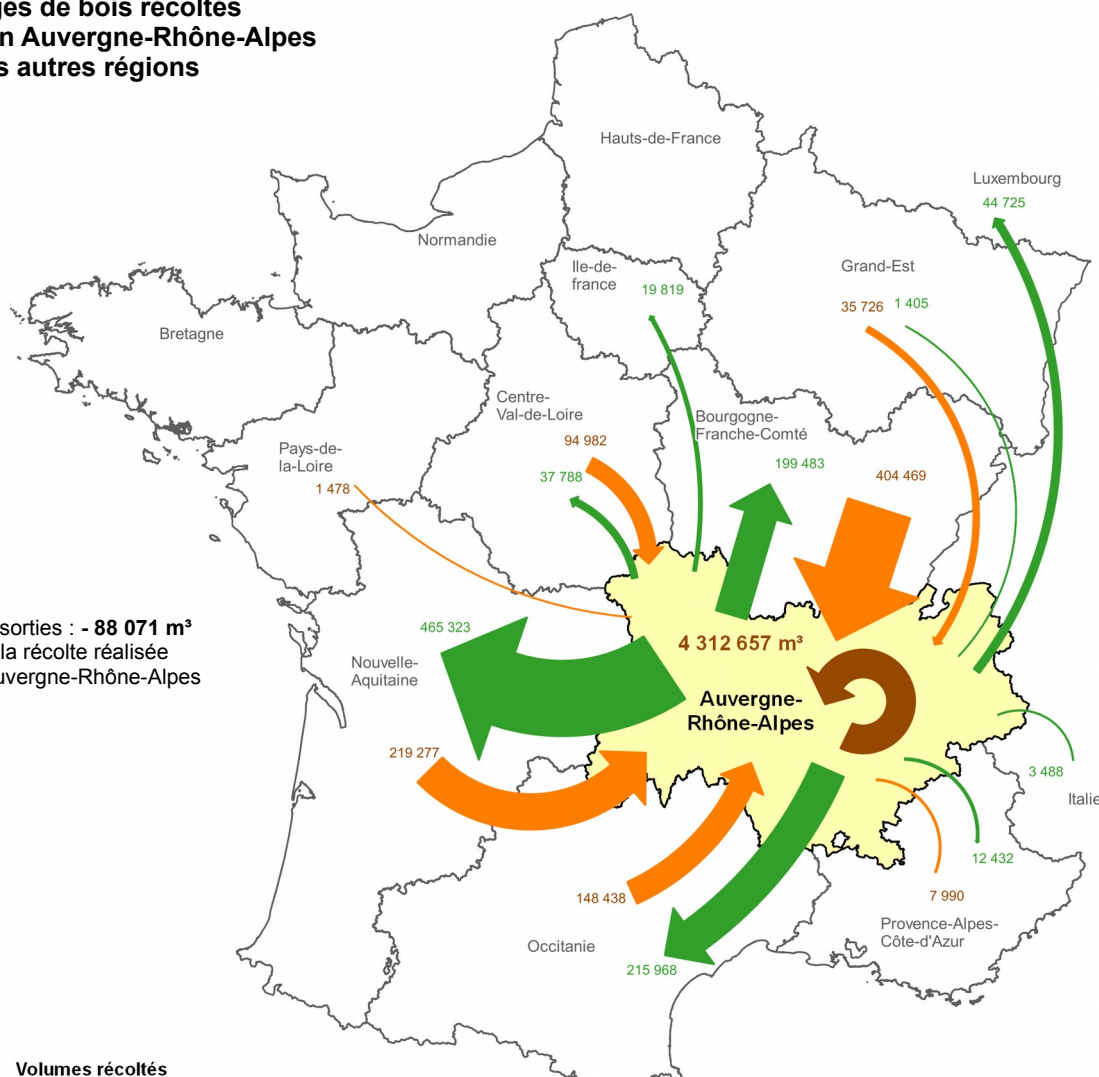 ges de bois récoltés
n Auvergne-Rhône-Alpes
s autres régions
Hauts-de-France
Luxembourg
44 725
Normandie
Ile-de-
france
19 819
Grand-Est
35 726
1 405
Bretagne
Centre-
Val-de-Loire
94 982
37 788
Bourgogne-
Franche-Comté
199 483
404 469
Pays-de-
la-Loire
1 478
sorties : - 88 071 m³
la récolte réalisée
uvergne-Rhône-Alpes
465 323
Nouvelle-
Aquitaine
219 277
4 312 657 m³
Auvergne-
Rhône-Alpes
3 488
Italie
12 432
7 990
Provence-Alpes-
Côte-d'Azur
148 438
Occitanie
215 968
Volumes récoltés